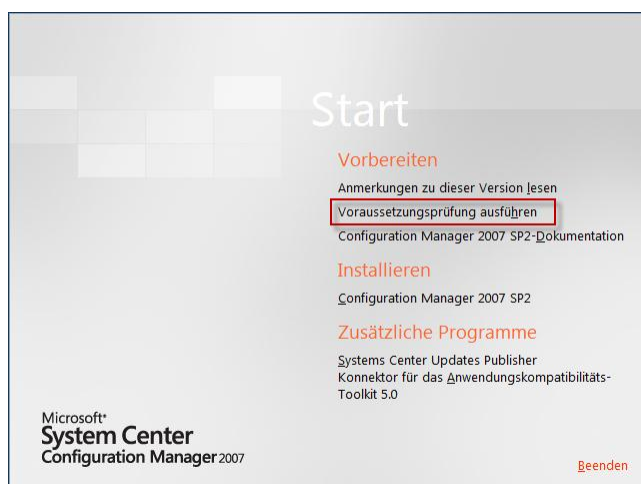 Start
Vorbereiten
Anmerkungen zu dieser Version lesen
Voraussetzungsprüfung ausführen
Configuration Manager 2007 SP2-Dokumentation
Installieren
Configuration Manager 2007 SP2
Zusätzliche Programme
Systems Center Updates Publisher
Konnektor für das Anwendungskompatibilitäts-
Toolkit 5.0
Microsoft•
System Center
Configuration Manager 2007
Beenden